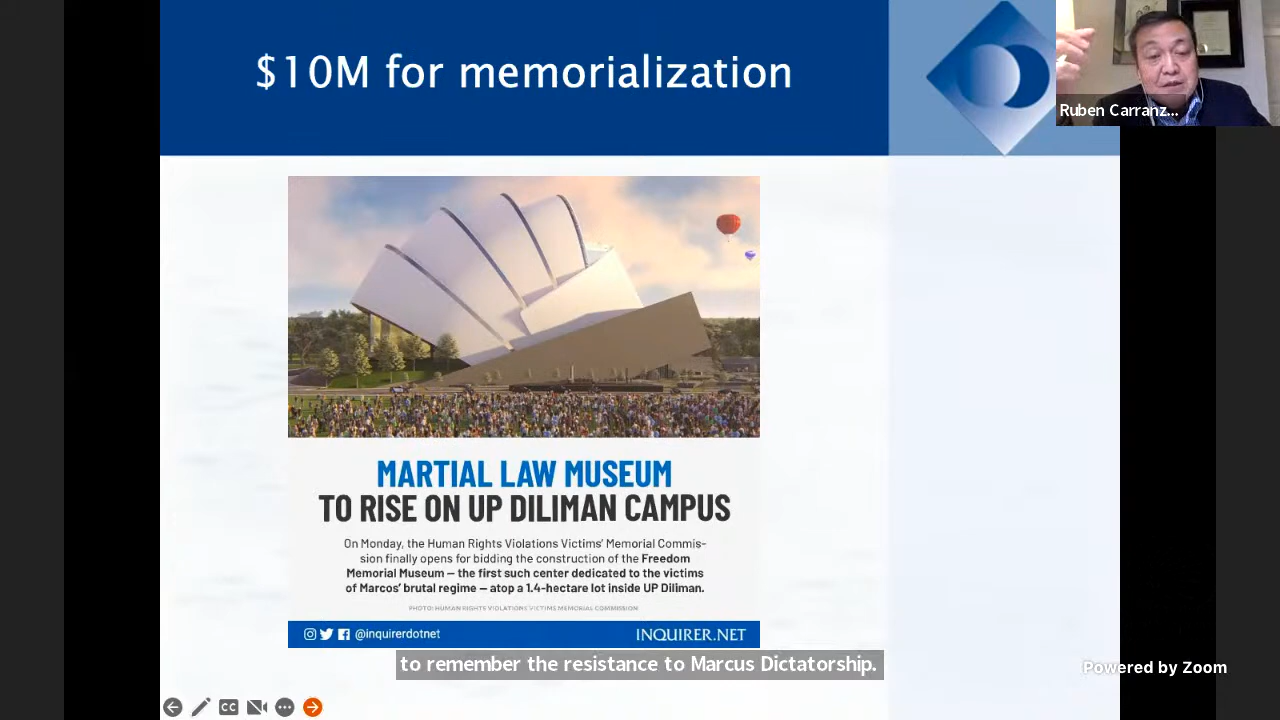 $10M for memorialization
Ruben Carranz...
MARTIAL LAW MUSEUM
TO RISE ON UP DILIMAN CAMPUS
On Monday, the Human Rights Violations Victims' Memorial Commis-
sion finally opens for bidding the construction of the Freedom
Memorial Museum — the first such center dedicated to the victims
of Marcos' brutal regime — atop a 1.4-hectare lot inside UP Diliman.
PHOTO: HUMAN RIGHTS VIOLATIONS VICTIMS MEMORIAL COMMISSION
@inquirerdotnet
INQUIRER.NET
to remember the resistance to Marcus Dictatorship.
Powered by Zoom
CC